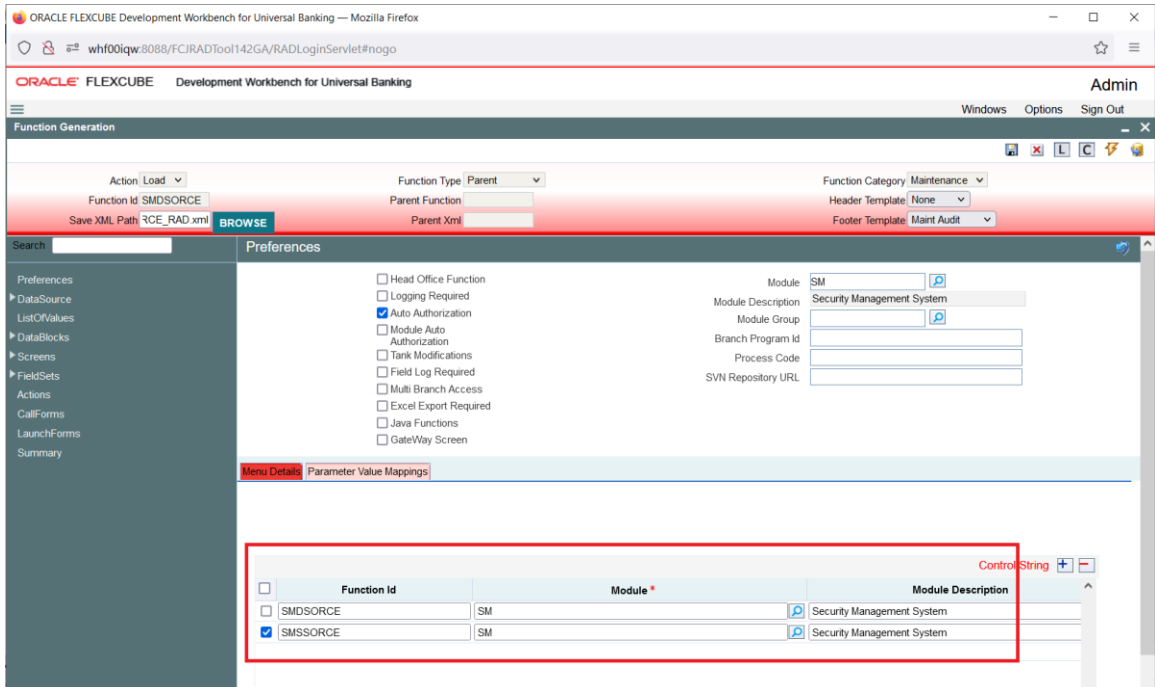 ORACLE FLEXCUBE Development Workbench for Universal Banking — Mozilla Firefox
whf00iqw:8088/FCJRADTool142GA/RADLoginServlet#nogo
ORACLE' FLEXCUBE Development Workbench for Universal Banking Admin
Windows Options Sign Out
Function Generation
L C
Action Load Function Type Parent Function Category Maintenance
Function Id SMDSORCE Parent Function Header Template None
Save XML Path RCE_RAD.xml BROWSE Parent Xml Footer Template Maint Audit
Search Preferences
Preferences
DataSource
ListOfValues
DataBlocks
Screens
FieldSets
Actions
CallForms
LaunchForms
Summary
Head Office Function
Logging Required
Auto Authorization
Module Auto
Authorization
Tank Modifications
Field Log Required
Multi Branch Access
Excel Export Required
Java Functions
GateWay Screen
Module SM
Module Description Security Management System
Module Group
Branch Program Id
Process Code
SVN Repository URL
Menu Details Parameter Value Mappings
Control String
Function Id Module * Module Description
SMDSORCE SM Security Management System
SMSSORCE SM Security Management System